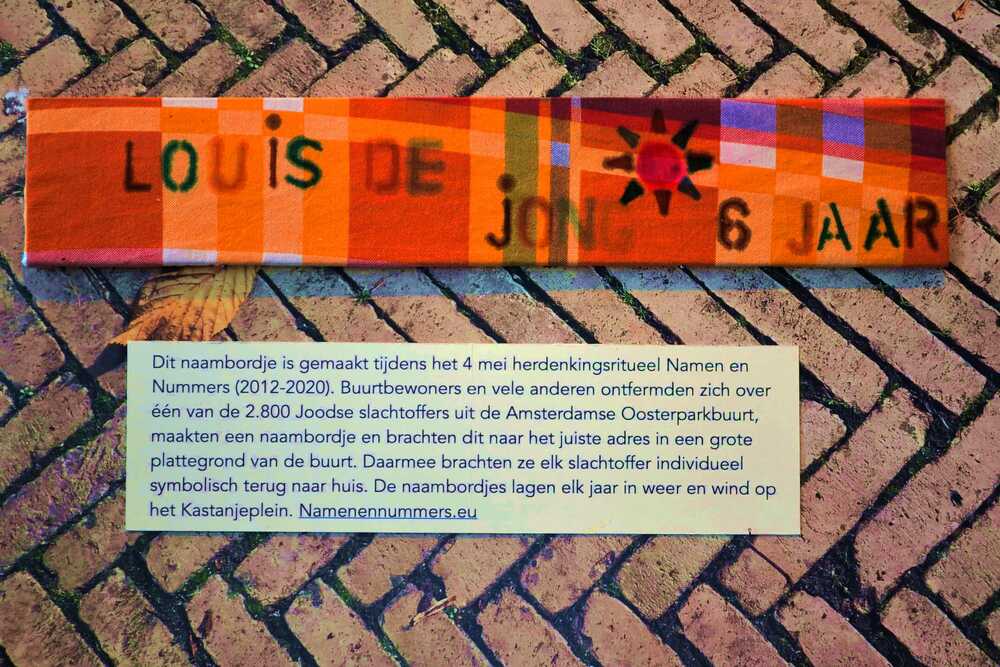 LOUiS DE
jONG 6 JAAR
Dit naambordje is gemaakt tijdens het 4 mei herdenkingsritueel Namen en
Nummers (2012-2020). Buurtbewoners en vele anderen ontfermden zich over
één van de 2.800 Joodse slachtoffers uit de Amsterdamse Oosterparkbuurt,
maakten een naambordje en brachten dit naar het juiste adres in een grote
plattegrond van de buurt. Daarmee brachten ze elk slachtoffer individueel
symbolisch terug naar huis. De naambordjes lagen elk jaar in weer en wind op
het Kastanjeplein. Namenennummers.eu